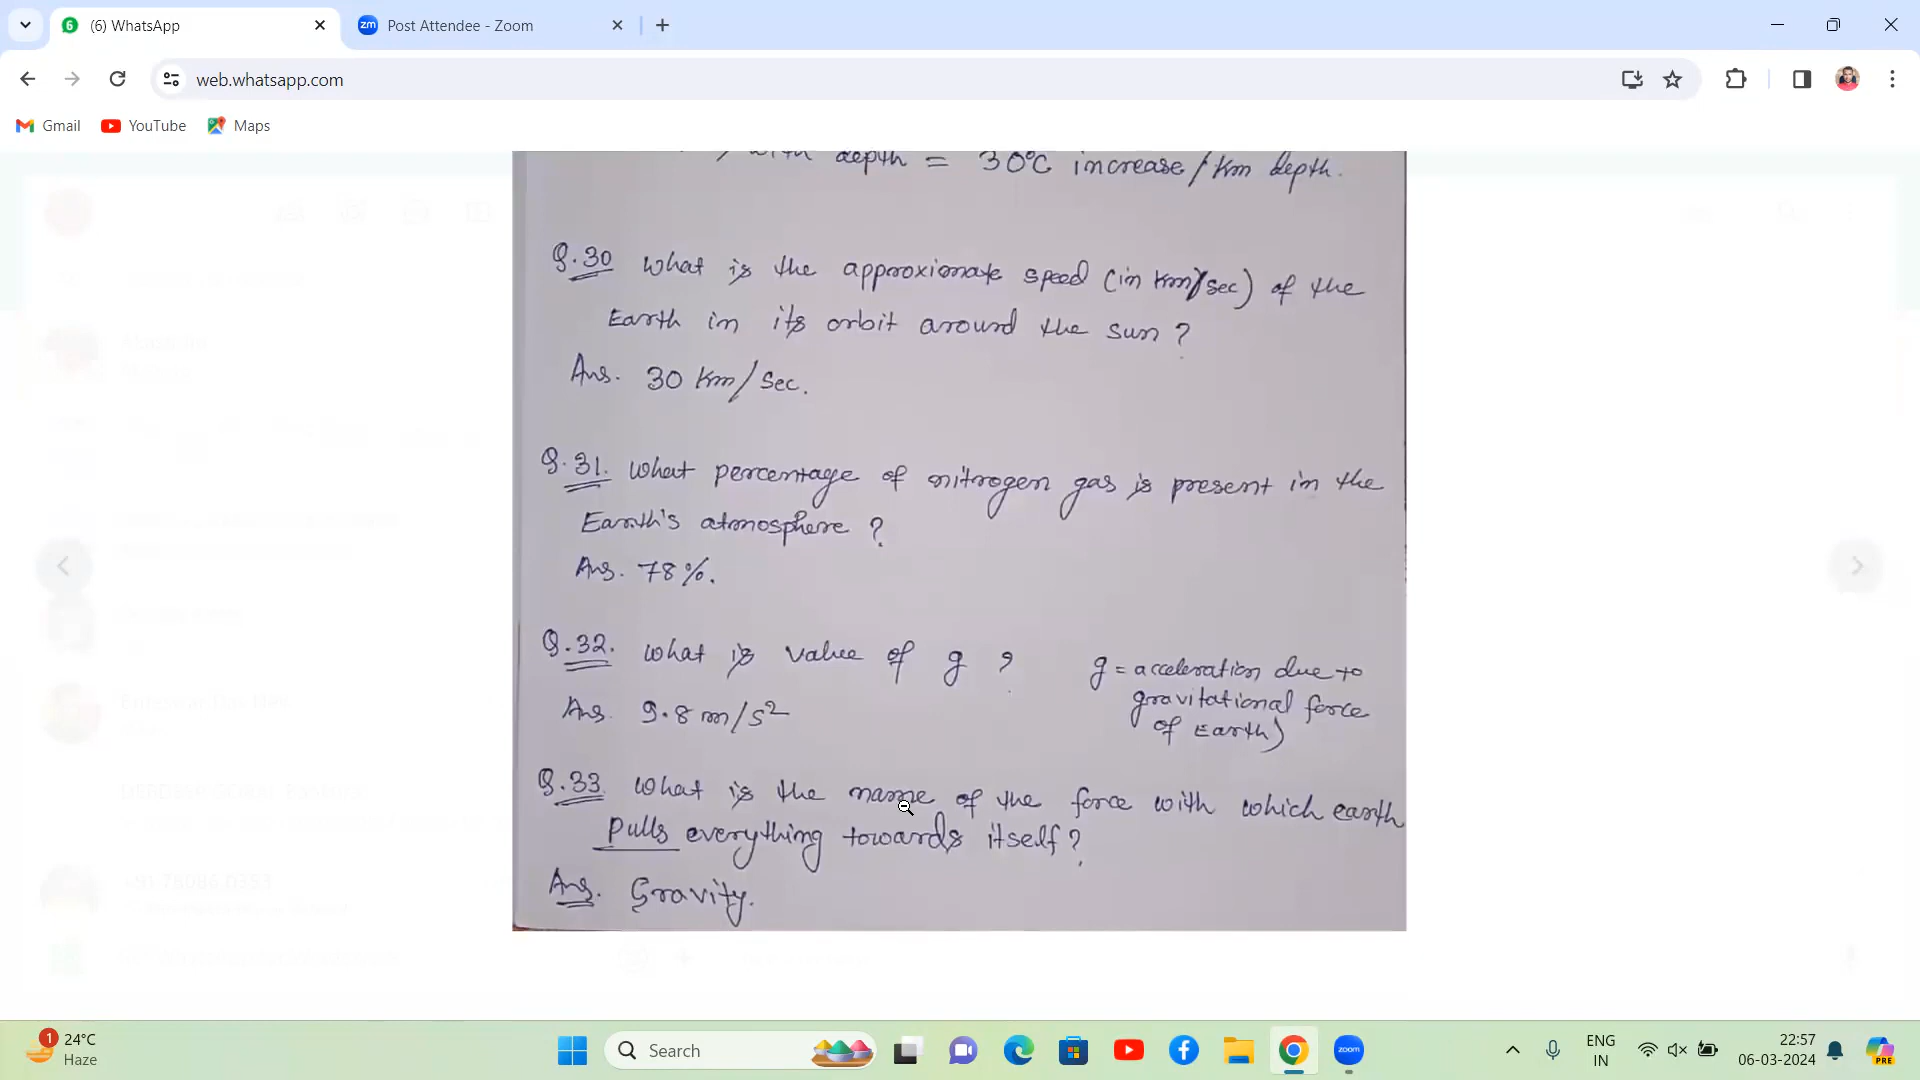 (6) WhatsApp
Post Attendee - Zoom
web.whatsapp.com
Gmail
YouTube
Maps
with depth = 30°C increase/km depth.
Q.30 What is the approximate speed (in km/sec) of the
Earth in its orbit around the sun ?
Ans. 30 km/sec.
Q.31. What percentage of nitrogen gas is present in the
Earth's atmosphere ?
Ans. 78%.
Q.32. What is value of g ?
g = acceleration due to
gravitational force
of Earth)
Ans. 9.8 m/s²
Q.33. What is the name of the force with which earth
Pulls everything towards itself ?
Ans. Gravity.
1
24°C
Haze
Search
zoom
ENG
IN
22:57
06-03-2024
PRE